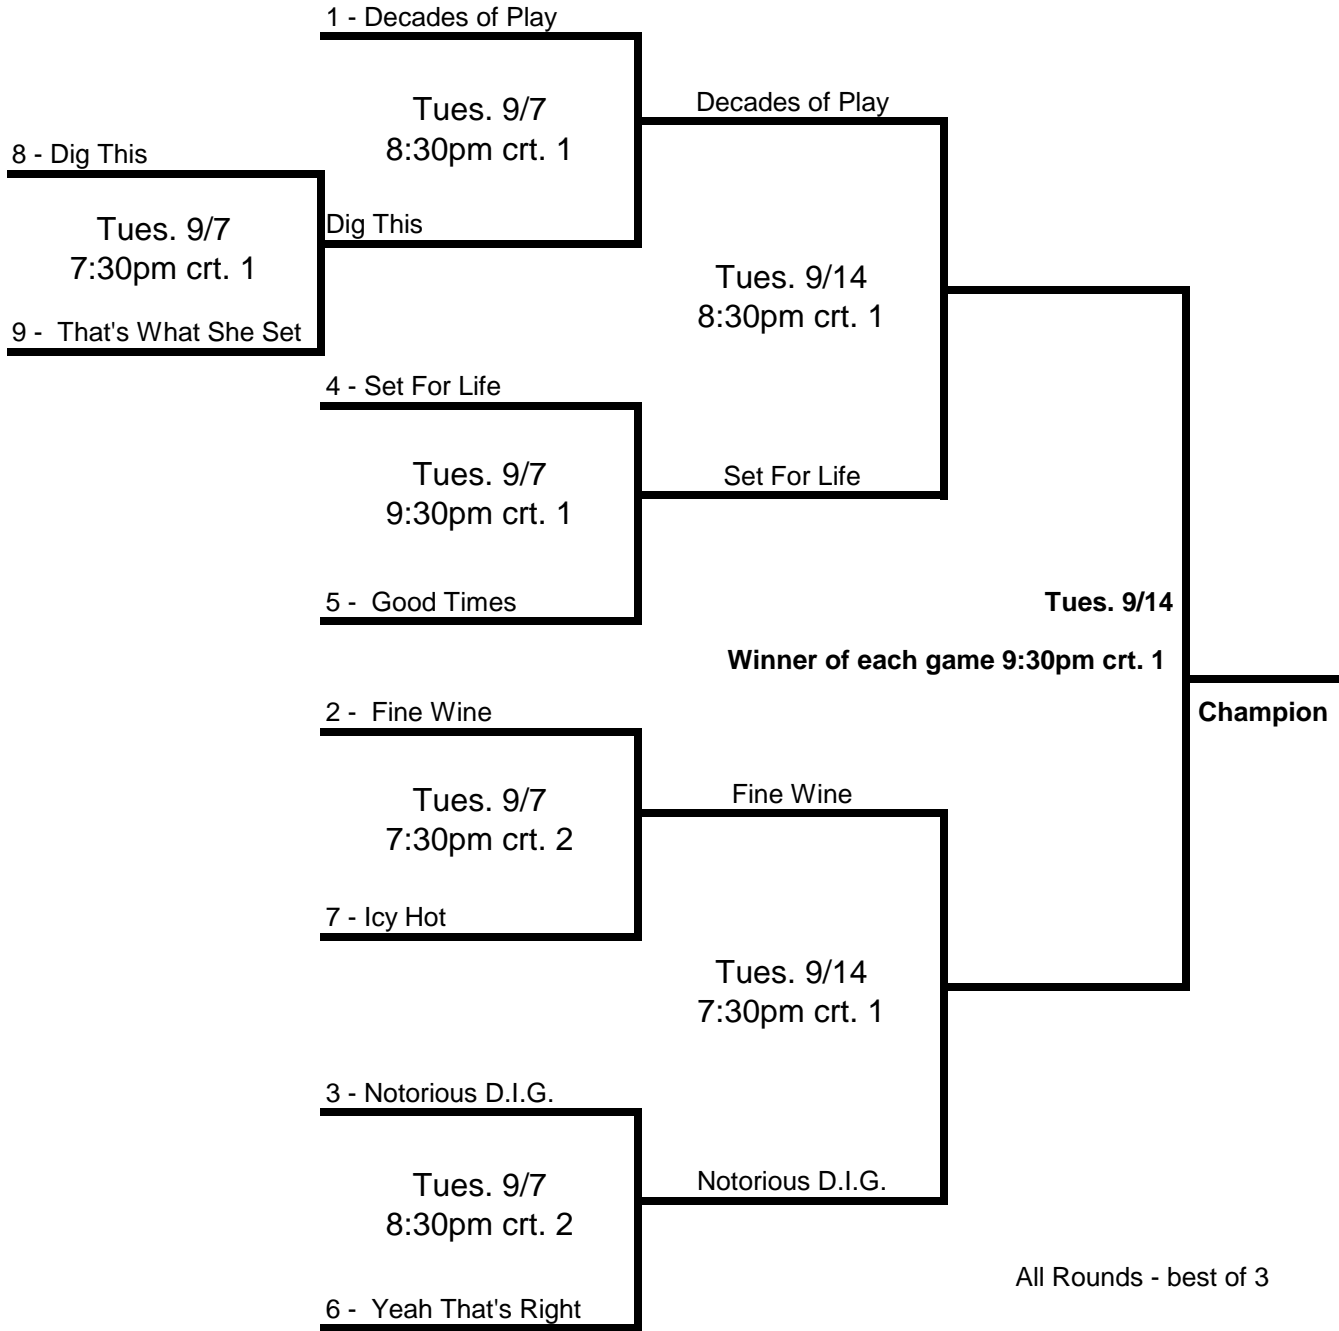 1 - Decades of Play
Tues. 9/7
8:30pm crt. 1
Decades of Play
8 - Dig This
Tues. 9/7
7:30pm crt. 1
Dig This
9 -  That's What She Set
Tues. 9/14
8:30pm crt. 1
4 - Set For Life
Tues. 9/7
9:30pm crt. 1
Set For Life
5 -  Good Times
Tues. 9/14
Winner of each game 9:30pm crt. 1
Champion
2 -  Fine Wine
Tues. 9/7
7:30pm crt. 2
Fine Wine
7 - Icy Hot
Tues. 9/14
7:30pm crt. 1
3 - Notorious D.I.G.
Tues. 9/7
8:30pm crt. 2
Notorious D.I.G.
6 -  Yeah That's Right
All Rounds - best of 3